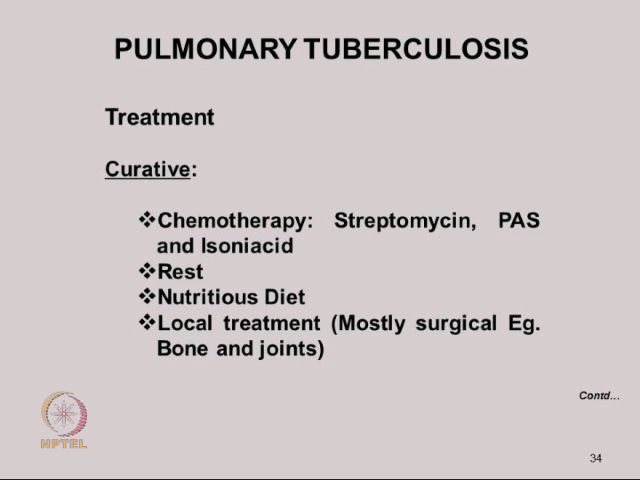 PULMONARY TUBERCULOSIS
Treatment
Curative:
❖Chemotherapy: Streptomycin, PAS
and Isoniacid
❖Rest
❖Nutritious Diet
❖Local treatment (Mostly surgical Eg.
Bone and joints)
Contd...
NPTEL
34